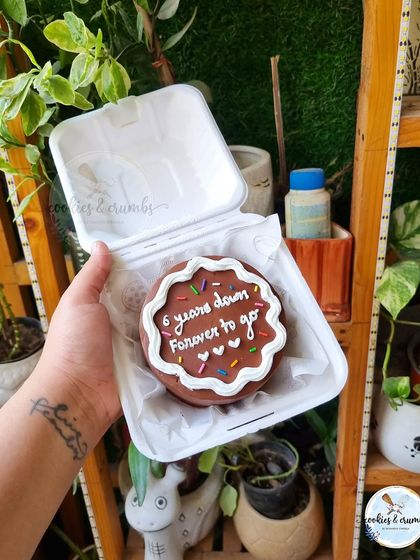 cookies & crumbs
6 years down
Forever to go
cookies & crumbs